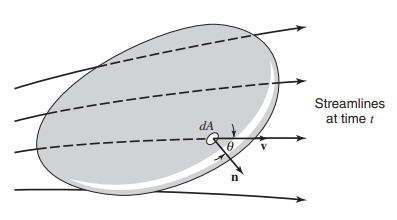 Streamlines
at time t
dA
θ
v
n